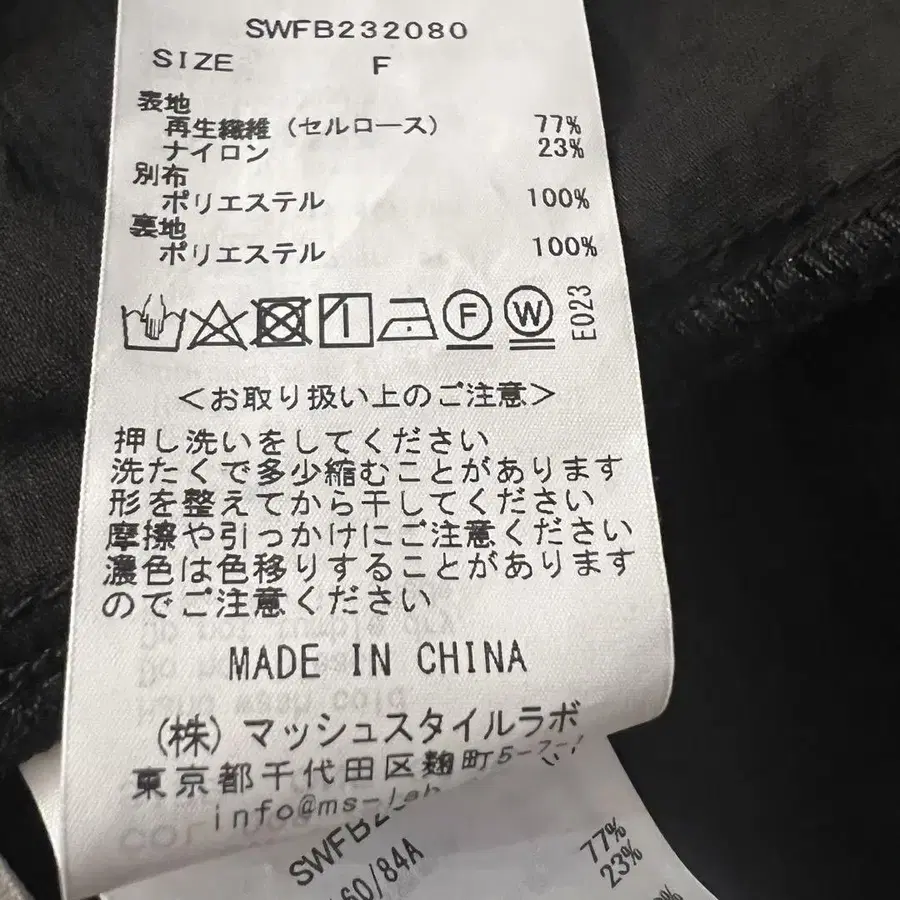 SWFB232080
SIZE F
表地
再生繊維（セルロース） 77%
ナイロン 23%
別布
ポリエステル 100%
裏地
ポリエステル 100%
F W E023
＜お取り扱い上のご注意＞
押し洗いをしてください
洗たくで多少縮むことがあります
形を整えてから干してください
摩擦や引っかけにご注意ください
濃色は色移りすることがあります
のでご注意ください
MADE IN CHINA
（株）マッシュスタイルラボ
東京都千代田区麹町5-7-
info@ms-lab
SWFB2
160/84A
77%
23%